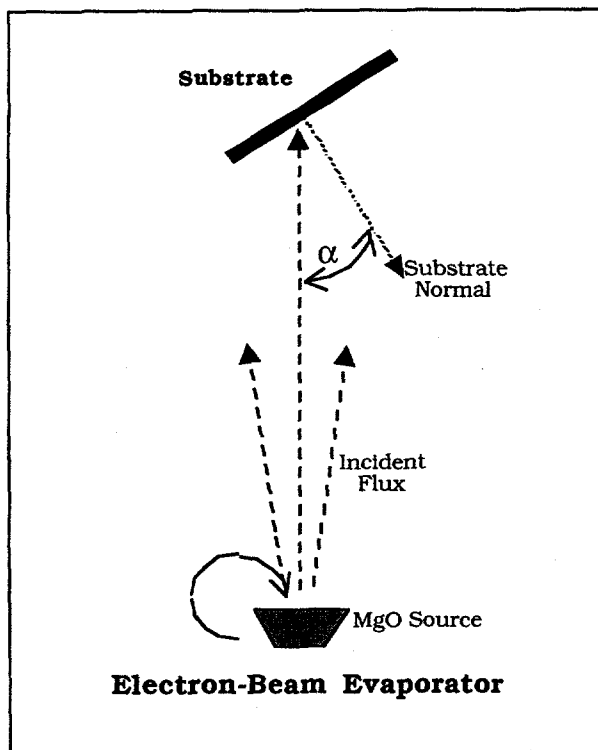 Substrate
α
Substrate
Normal
Incident
Flux
MgO Source
Electron-Beam Evaporator